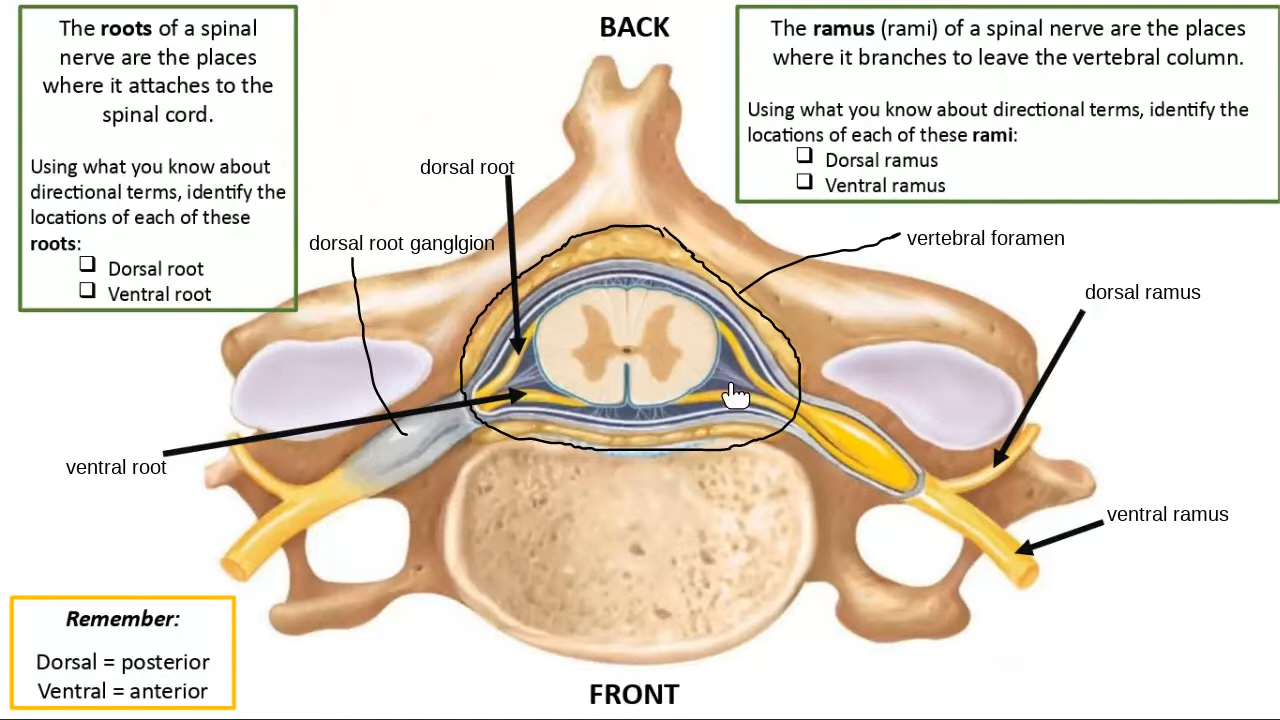 The roots of a spinal
nerve are the places
where it attaches to the
spinal cord.
Using what you know about
directional terms, identify the
locations of each of these
roots:
Dorsal root
Ventral root
BACK
The ramus (rami) of a spinal nerve are the places
where it branches to leave the vertebral column.
Using what you know about directional terms, identify the
locations of each of these rami:
Dorsal ramus
Ventral ramus
dorsal root
dorsal root ganlgion
vertebral foramen
dorsal ramus
ventral root
ventral ramus
Remember:
Dorsal = posterior
Ventral = anterior
FRONT